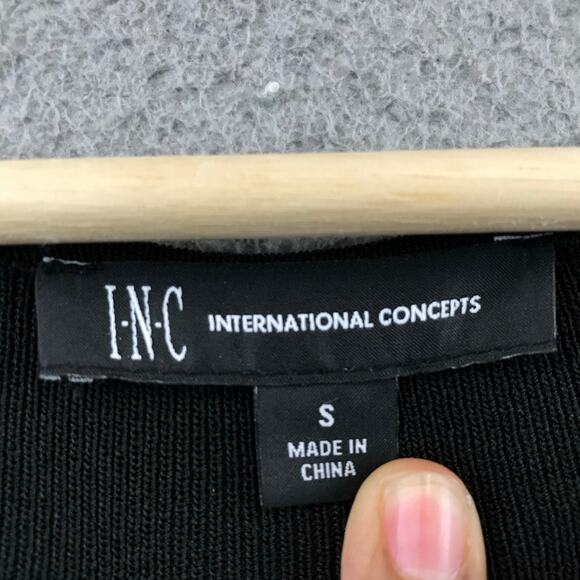 I·N·C INTERNATIONAL CONCEPTS
S
MADE IN
CHINA